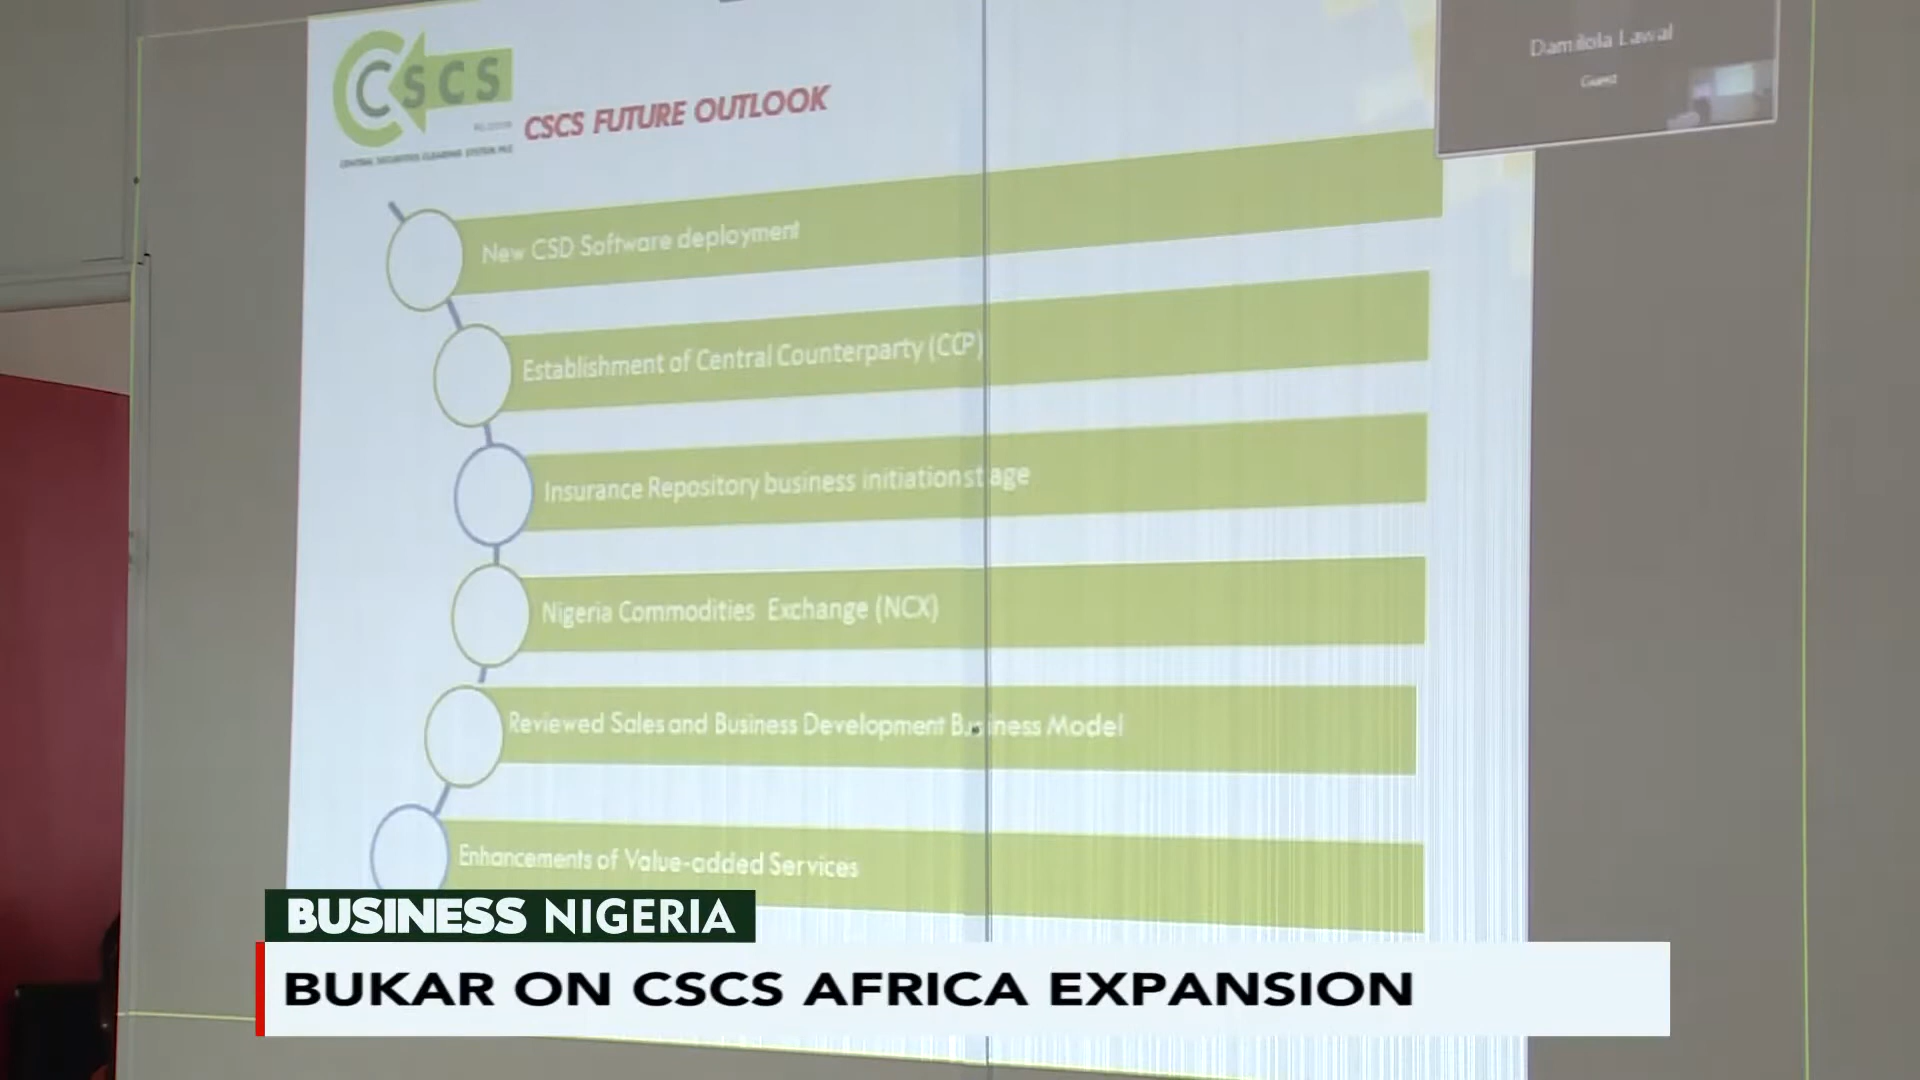 CSCS
CENTRAL SECURITIES CLEARING SYSTEM PLC
CSCS FUTURE OUTLOOK
Damilola Lawal
Guest
New CSD Software deployment
Establishment of Central Counterparty (CCP)
Insurance Repository business initiation stage
Nigeria Commodities Exchange (NCX)
Reviewed Sales and Business Development Business Model
Enhancements of Value-added Services
BUSINESS NIGERIA
BUKAR ON CSCS AFRICA EXPANSION